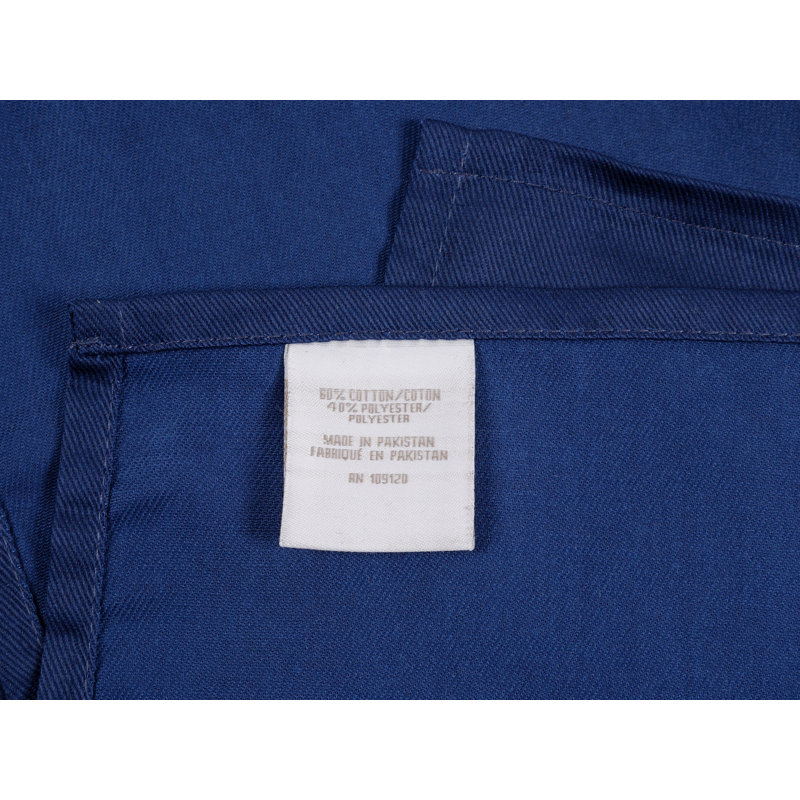 60% COTTON/COTON
40% POLYESTER/
POLYESTER
MADE IN PAKISTAN
FABRIQUÉ EN PAKISTAN
RN 109120